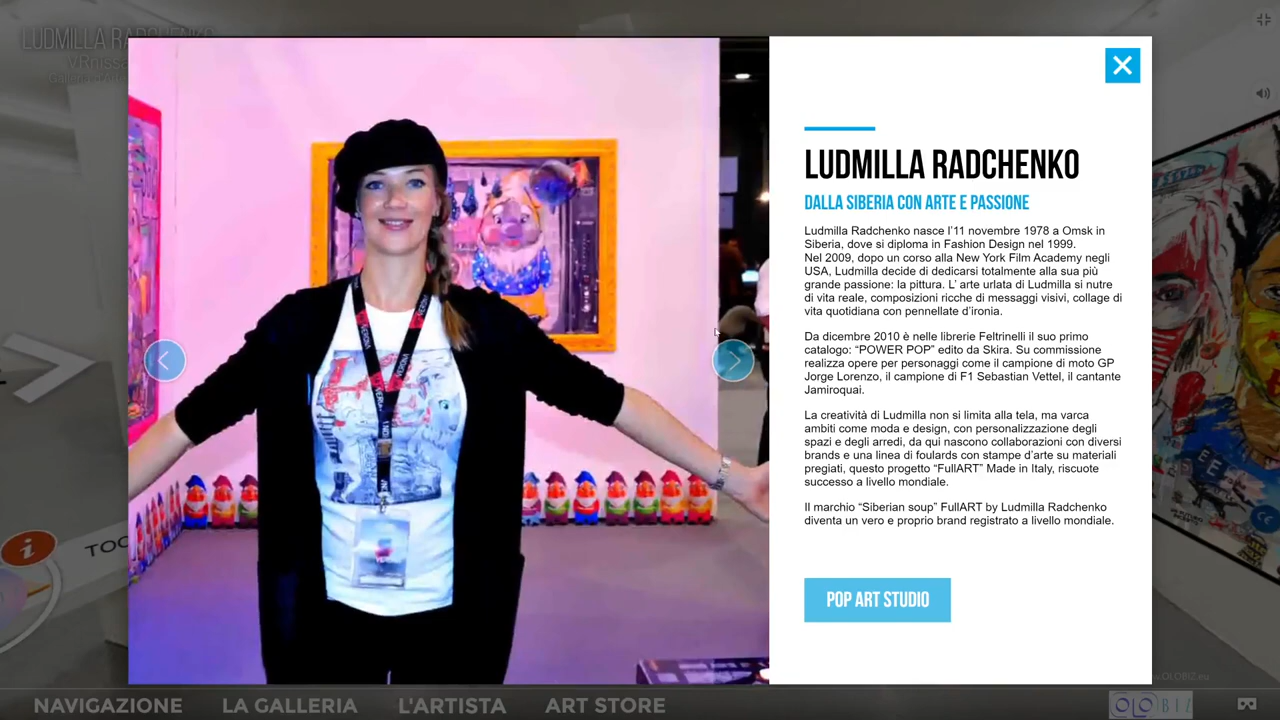 LUDMILLA RADCHENKO
LUDMILLA RADCHENKO
DALLA SIBERIA CON ARTE E PASSIONE
Ludmilla Radchenko nasce l'11 novembre 1978 a Omsk in
Siberia, dove si diploma in Fashion Design nel 1999.
Nel 2009, dopo un corso alla New York Film Academy negli
USA, Ludmilla decide di dedicarsi totalmente alla sua più
grande passione: la pittura. L' arte urlata di Ludmilla si nutre
di vita reale, composizioni ricche di messaggi visivi, collage di
vita quotidiana con pennellate d'ironia.
Da dicembre 2010 è nelle librerie Feltrinelli il suo primo
catalogo: "POWER POP" edito da Skira. Su commissione
realizza opere per personaggi come il campione di moto GP
Jorge Lorenzo, il campione di F1 Sebastian Vettel, il cantante
Jamiroquai.
La creatività di Ludmilla non si limita alla tela, ma varca
ambiti come moda e design, con personalizzazione degli
spazi e degli arredi, da qui nascono collaborazioni con diversi
brands e una linea di foulards con stampe d'arte su materiali
pregiati, questo progetto "FullART" Made in Italy, riscuote
successo a livello mondiale.
Il marchio "Siberian soup" FullART by Ludmilla Radchenko
diventa un vero e proprio brand registrato a livello mondiale.
POP ART STUDIO
i
TOC
NAVIGAZIONE LA GALLERIA L'ARTISTA ART STORE
OLOBIZ